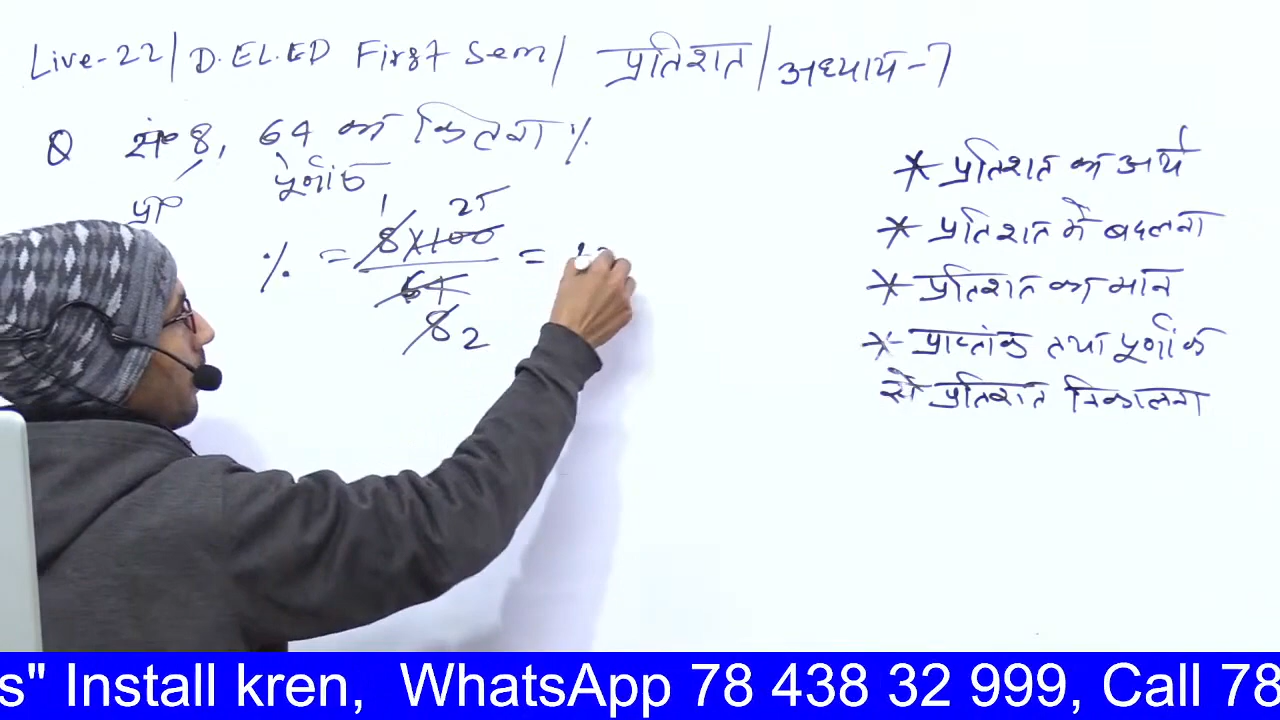 Live-22 / D.EL.ED First Sem / प्रतिशत / अध्याय-7
Q सं० 8, 64 का कितना %
पूर्णांक
प्रा
1 25
% = 8×100 =
64
8 2
* प्रतिशत का अर्थ
* प्रतिशत में बदलना
* प्रतिशत का मान
* प्राप्तांक तथा पूर्णांक
से प्रतिशत निकालना
s" Install kren, WhatsApp 78 438 32 999, Call 78